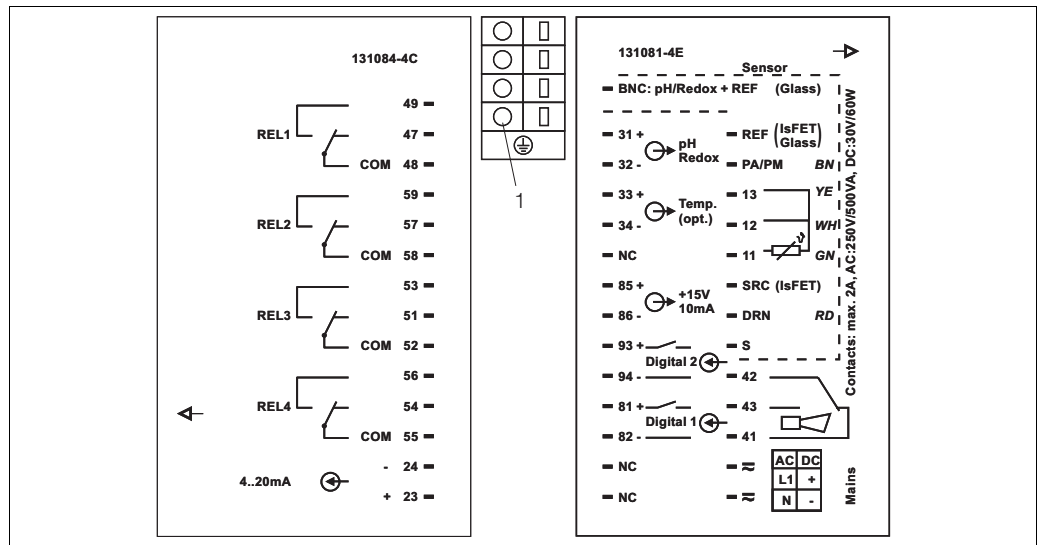 131084-4C
49
REL1
47
COM 48
59
REL2
57
COM 58
53
REL3
51
COM 52
56
REL4
54
COM 55
- 24
4..20mA
+ 23
1
131081-4E
Sensor
BNC: pH/Redox + REF (Glass)
31 +
pH
Redox
32 -
REF (IsFET)
Glass)
PA/PM BN
33 +
Temp.
(opt.)
34 -
13 YE
12 WH
NC
11 GN
85 +
+15V
10mA
86 -
SRC (IsFET)
DRN RD
93 +
S
Digital 2
94 -
42
81 +
43
Digital 1
82 -
41
NC
NC
AC DC
L1 +
N -
Mains
Contacts: max. 2A, AC:250V/500VA, DC:30V/60W